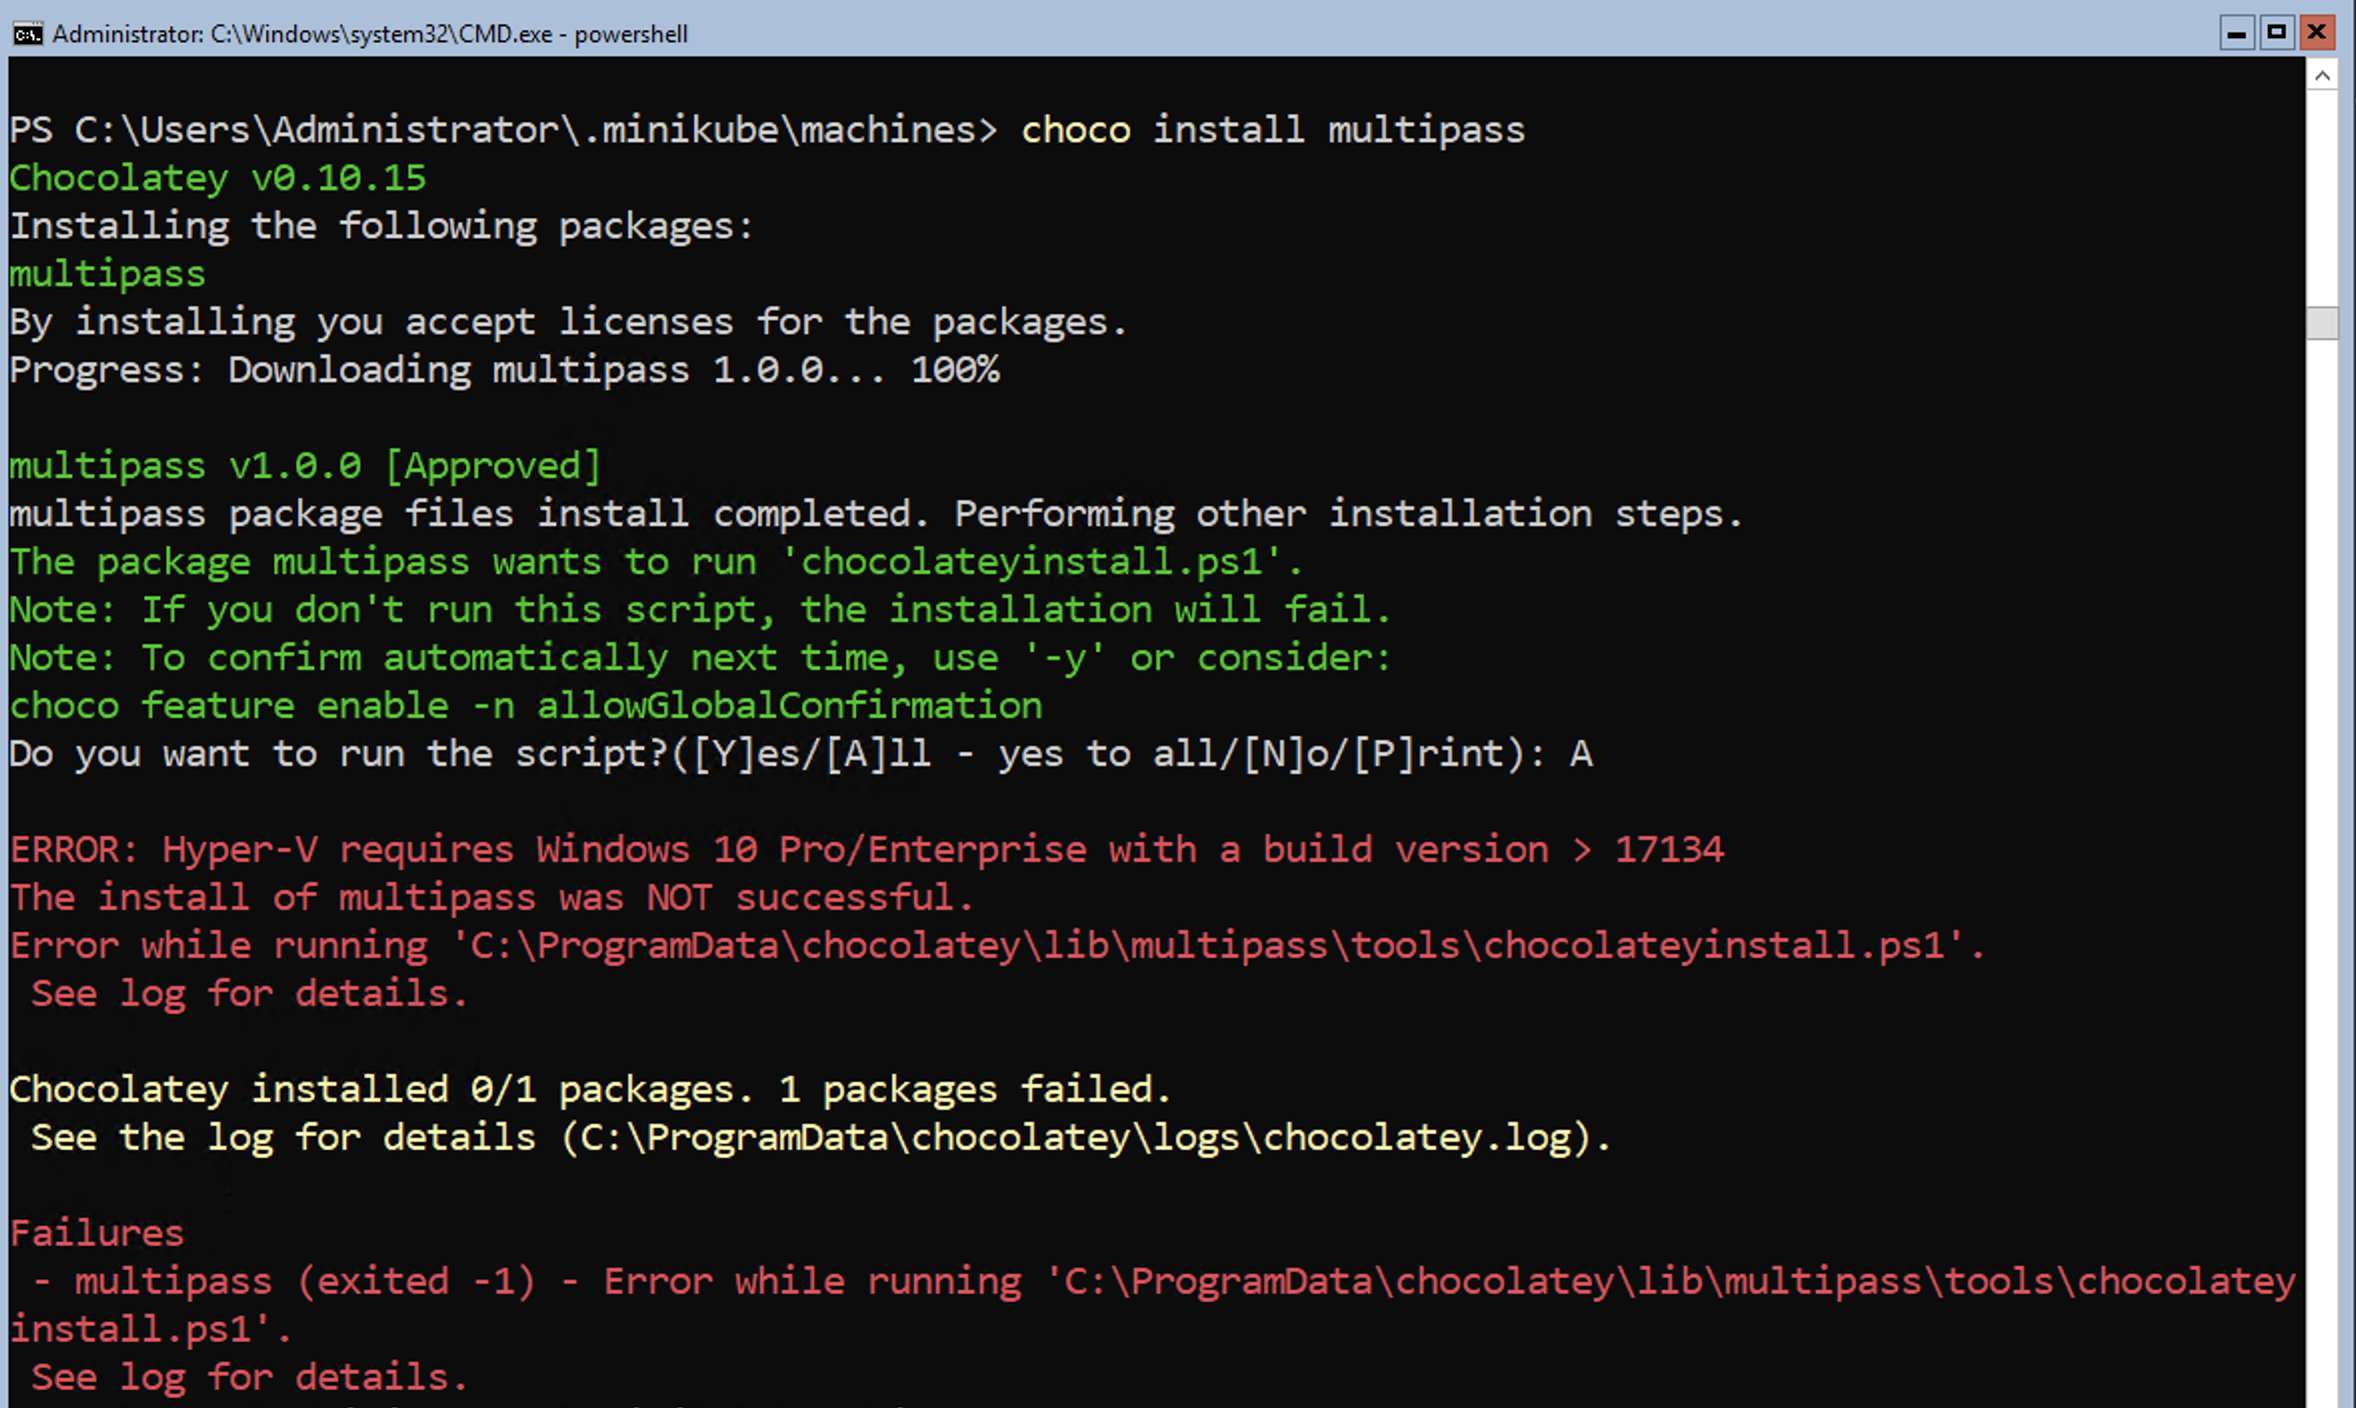 Administrator: C:\Windows\system32\CMD.exe - powershell
PS C:\Users\Administrator\.minikube\machines> choco install multipass
Chocolatey v0.10.15
Installing the following packages:
multipass
By installing you accept licenses for the packages.
Progress: Downloading multipass 1.0.0... 100%
multipass v1.0.0 [Approved]
multipass package files install completed. Performing other installation steps.
The package multipass wants to run 'chocolateyinstall.ps1'.
Note: If you don't run this script, the installation will fail.
Note: To confirm automatically next time, use '-y' or consider:
choco feature enable -n allowGlobalConfirmation
Do you want to run the script?([Y]es/[A]ll - yes to all/[N]o/[P]rint): A
ERROR: Hyper-V requires Windows 10 Pro/Enterprise with a build version > 17134
The install of multipass was NOT successful.
Error while running 'C:\ProgramData\chocolatey\lib\multipass\tools\chocolateyinstall.ps1'.
See log for details.
Chocolatey installed 0/1 packages. 1 packages failed.
See the log for details (C:\ProgramData\chocolatey\logs\chocolatey.log).
Failures
- multipass (exited -1) - Error while running 'C:\ProgramData\chocolatey\lib\multipass\tools\chocolatey
install.ps1'.
See log for details.